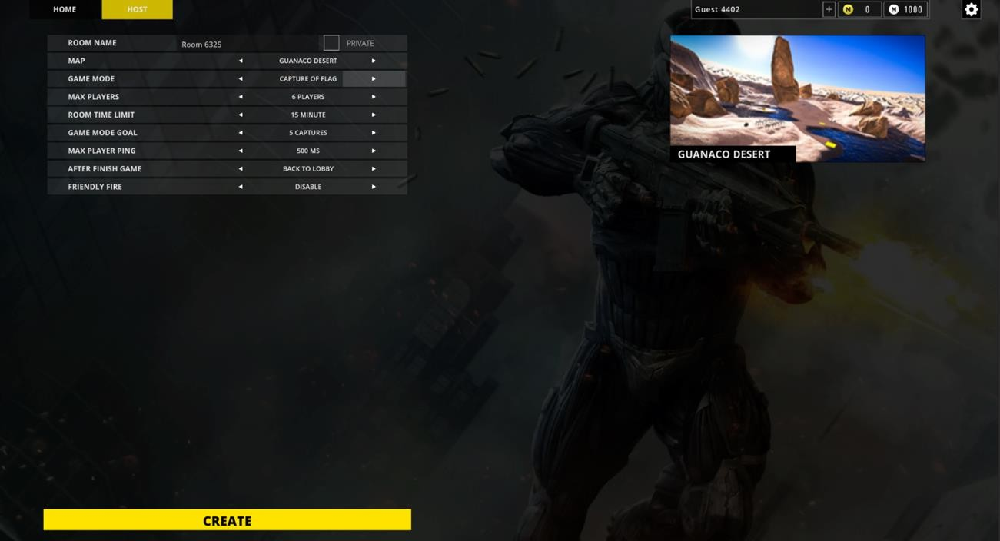 HOME HOST Guest 4402 + M 0 M 1000
ROOM NAME Room 6325 PRIVATE
MAP GUANACO DESERT
GAME MODE CAPTURE OF FLAG
MAX PLAYERS 6 PLAYERS
ROOM TIME LIMIT 15 MINUTE
GAME MODE GOAL 5 CAPTURES
MAX PLAYER PING 500 MS
AFTER FINISH GAME BACK TO LOBBY
FRIENDLY FIRE DISABLE
GUANACO DESERT
CREATE